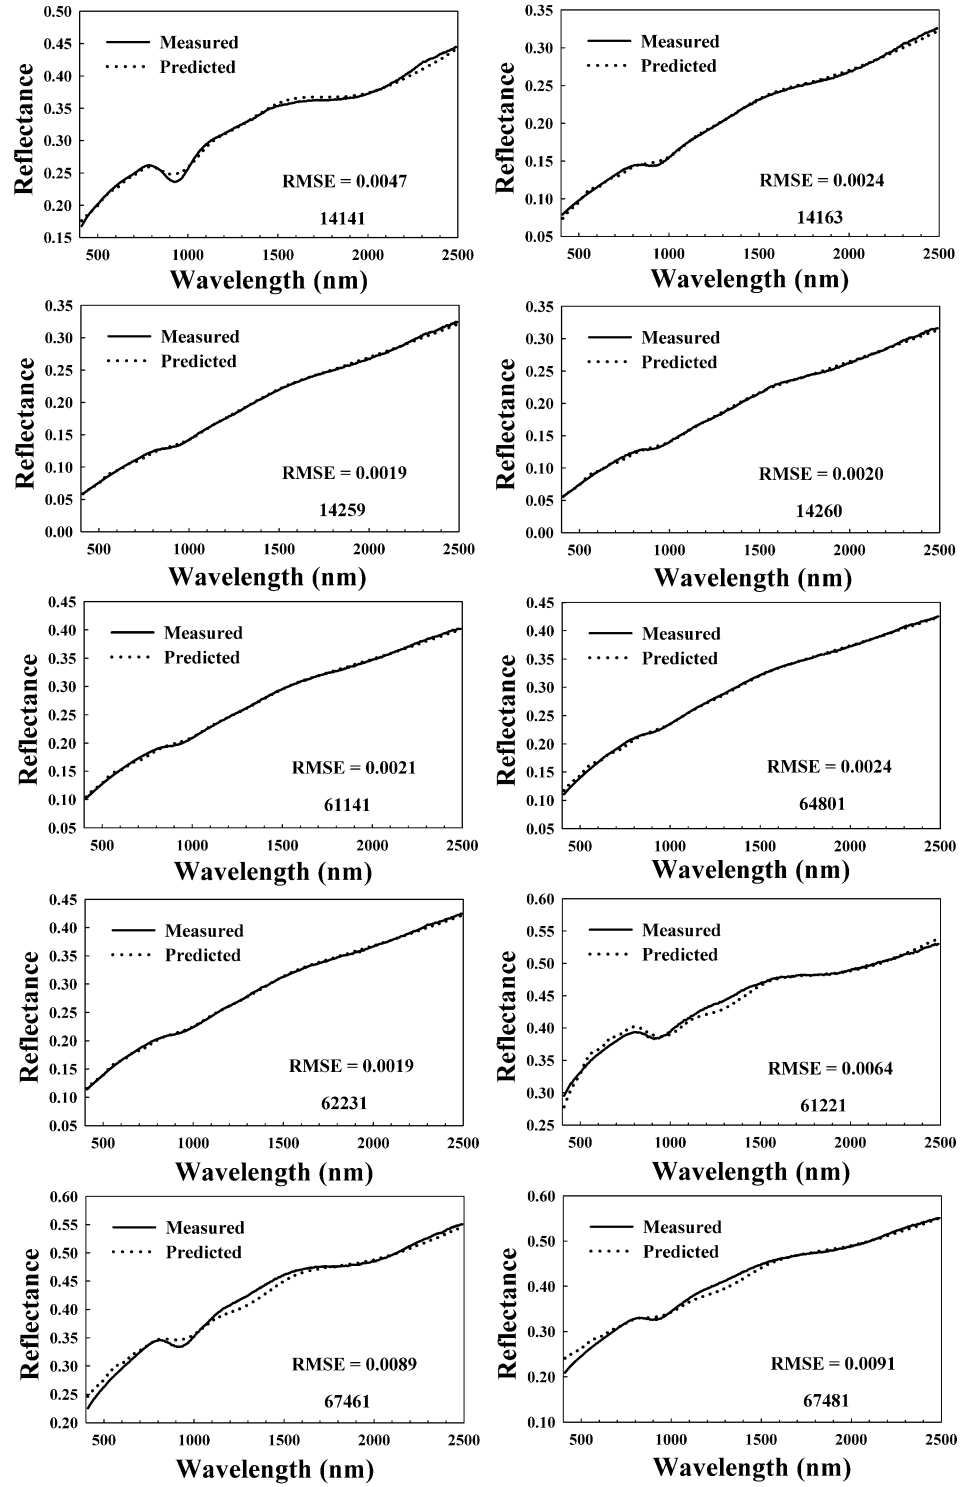 0.50
0.45
0.40
0.35
0.30
0.25
0.20
0.15
Reflectance
Measured
Predicted
RMSE = 0.0047
14141
500 1000 1500 2000 2500
Wavelength (nm)
0.35
0.30
0.25
0.20
0.15
0.10
0.05
Reflectance
Measured
Predicted
RMSE = 0.0024
14163
500 1000 1500 2000 2500
Wavelength (nm)
0.35
0.30
0.25
0.20
0.15
0.10
0.05
0.00
Reflectance
Measured
Predicted
RMSE = 0.0019
14259
500 1000 1500 2000 2500
Wavelength (nm)
0.35
0.30
0.25
0.20
0.15
0.10
0.05
0.00
Reflectance
Measured
Predicted
RMSE = 0.0020
14260
500 1000 1500 2000 2500
Wavelength (nm)
0.45
0.40
0.35
0.30
0.25
0.20
0.15
0.10
0.05
Reflectance
Measured
Predicted
RMSE = 0.0021
61141
500 1000 1500 2000 2500
Wavelength (nm)
0.45
0.40
0.35
0.30
0.25
0.20
0.15
0.10
0.05
Reflectance
Measured
Predicted
RMSE = 0.0024
64801
500 1000 1500 2000 2500
Wavelength (nm)
0.45
0.40
0.35
0.30
0.25
0.20
0.15
0.10
0.05
Reflectance
Measured
Predicted
RMSE = 0.0019
62231
500 1000 1500 2000 2500
Wavelength (nm)
0.60
0.55
0.50
0.45
0.40
0.35
0.30
0.25
Reflectance
Measured
Predicted
RMSE = 0.0064
61221
500 1000 1500 2000 2500
Wavelength (nm)
0.60
0.55
0.50
0.45
0.40
0.35
0.30
0.25
0.20
Reflectance
Measured
Predicted
RMSE = 0.0089
67461
500 1000 1500 2000 2500
Wavelength (nm)
0.60
0.50
0.40
0.30
0.20
0.10
Reflectance
Measured
Predicted
RMSE = 0.0091
67481
500 1000 1500 2000 2500
Wavelength (nm)